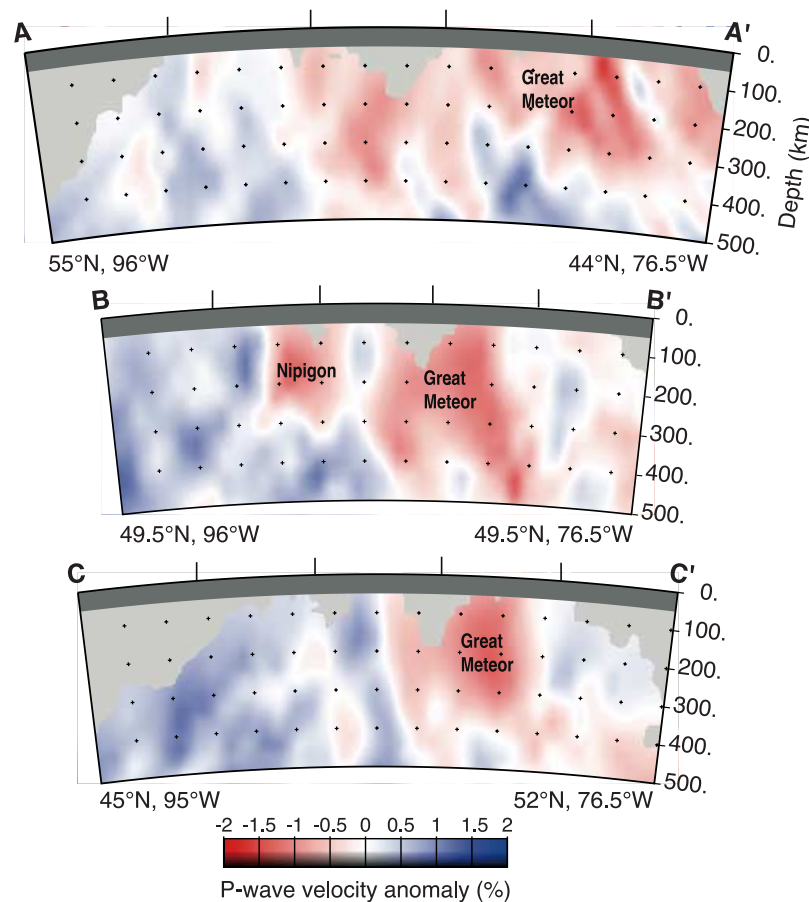 A A'
0.
100.
200.
300.
400.
500.
Depth (km)
Great
Meteor
55°N, 96°W 44°N, 76.5°W
B B'
0.
100.
200.
300.
400.
500.
Nipigon
Great
Meteor
49.5°N, 96°W 49.5°N, 76.5°W
C C'
0.
100.
200.
300.
400.
500.
Great
Meteor
45°N, 95°W 52°N, 76.5°W
-2 -1.5 -1 -0.5 0 0.5 1 1.5 2
P-wave velocity anomaly (%)